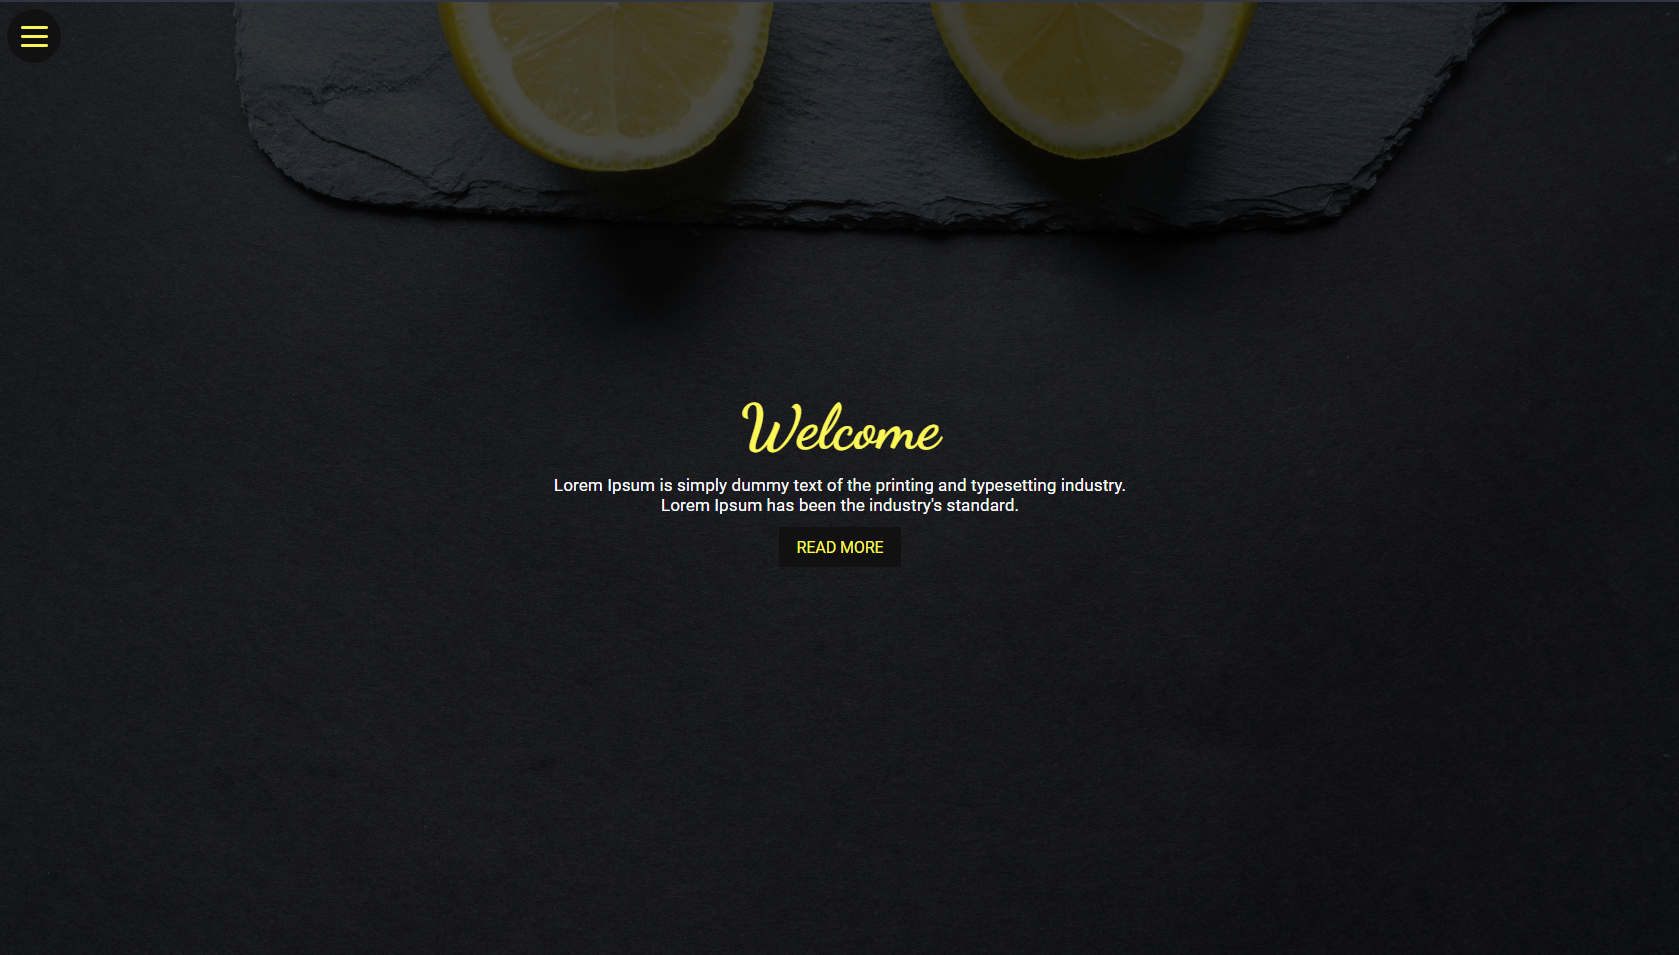 Welcome
Lorem Ipsum is simply dummy text of the printing and typesetting industry.
Lorem Ipsum has been the industry's standard.
READ MORE